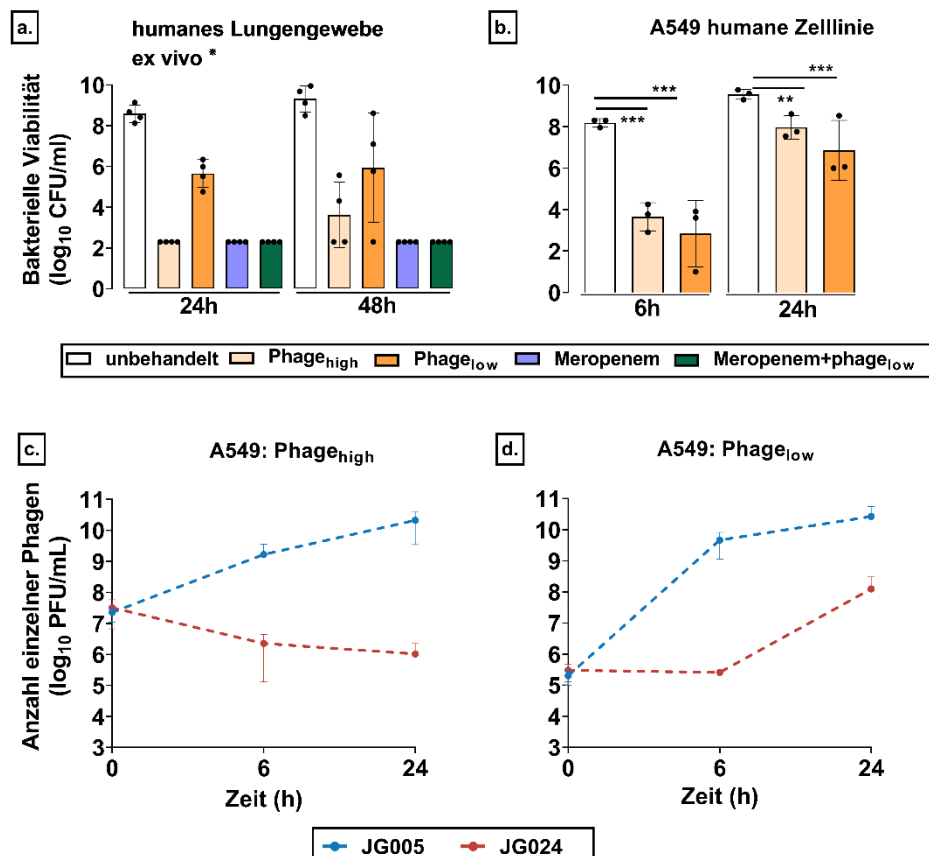 a.
humanes Lungengewebe
ex vivo *
Bakterielle Viabilität
(log10 CFU/ml)
10
8
6
4
2
0
24h
48h
b.
A549 humane Zelllinie
10
8
6
4
2
0
***
***
***
**
6h
24h
unbehandelt Phagehigh Phagelow Meropenem Meropenem+phagelow
c.
A549: Phagehigh
Anzahl einzelner Phagen
(log10 PFU/mL)
11
10
9
8
7
6
5
4
3
0 6 24
Zeit (h)
d.
A549: Phagelow
11
10
9
8
7
6
5
4
3
0 6 24
Zeit (h)
JG005 JG024